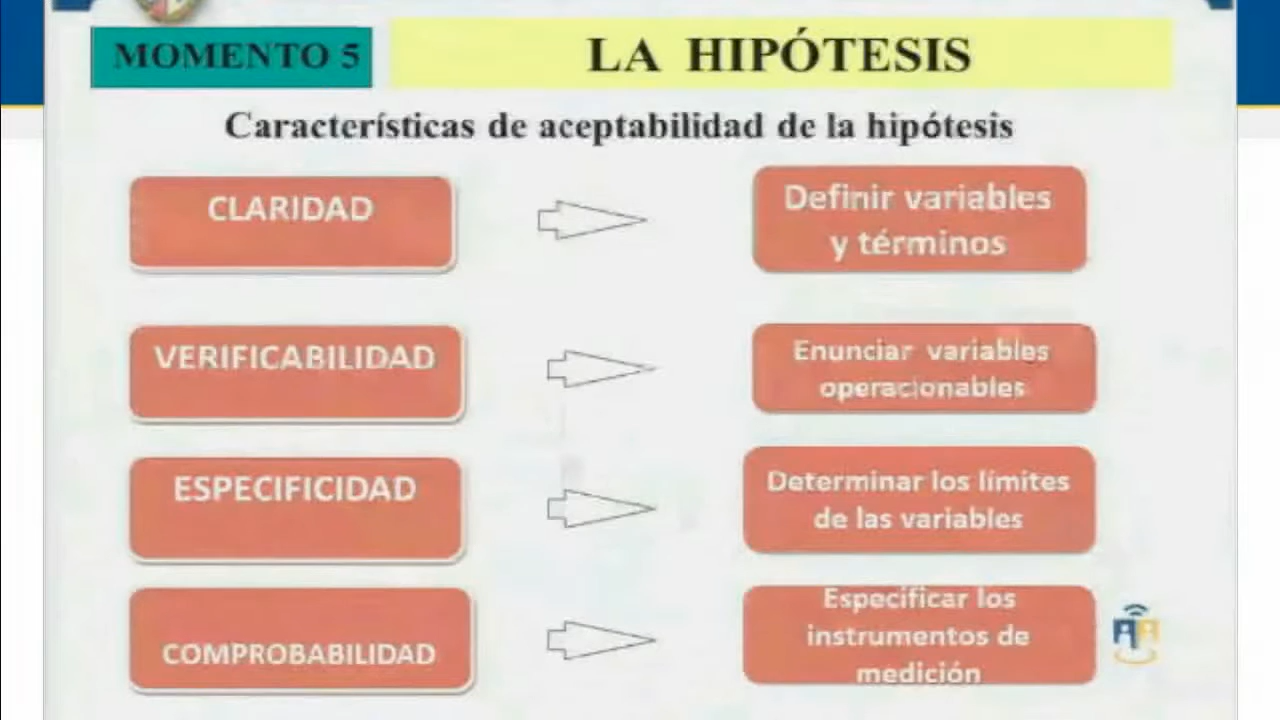 MOMENTO 5
LA HIPÓTESIS
Características de aceptabilidad de la hipótesis
CLARIDAD
Definir variables
y términos
VERIFICABILIDAD
Enunciar variables
operacionables
ESPECIFICIDAD
Determinar los límites
de las variables
COMPROBABILIDAD
Especificar los
instrumentos de
medición